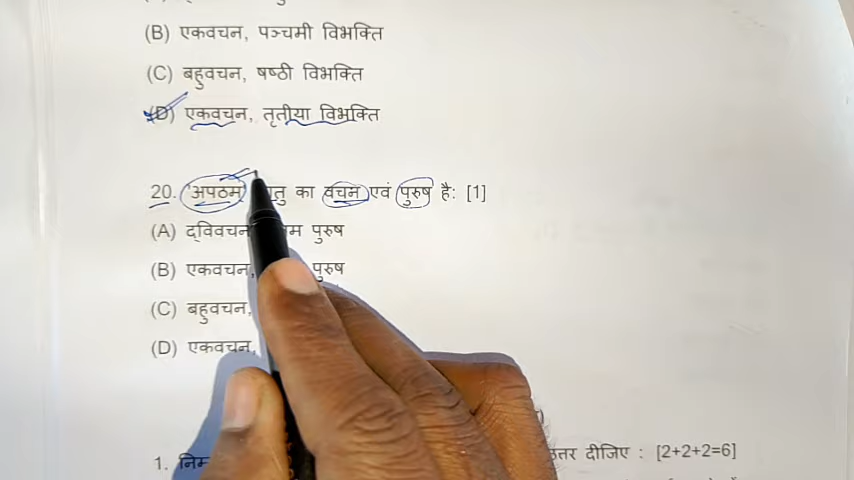 (B) एकवचन, पञ्चमी विभक्ति
(C) बहुवचन, षष्ठी विभक्ति
(D) एकवचन, तृतीया विभक्ति
20. 'अपठम्' का वचन एवं पुरुष है: [1]
(A) द्विवचन पुरुष
(B) एकवचन, पुरुष
(C) बहुवचन,
(D) एकवचन,
1. उत्तर दीजिए : [2+2+2=6]